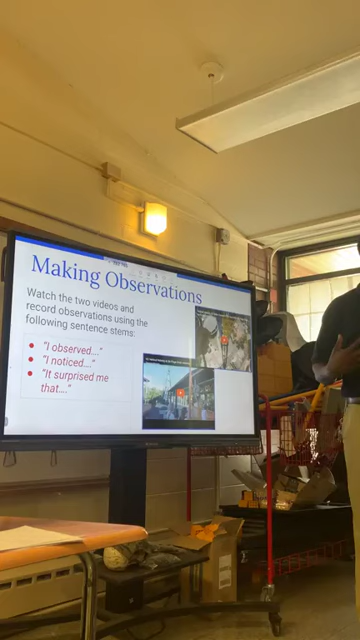 Making Observations
Watch the two videos and
record observations using the
following sentence stems:
"I observed...."
"I noticed...."
"It surprised me
that...."